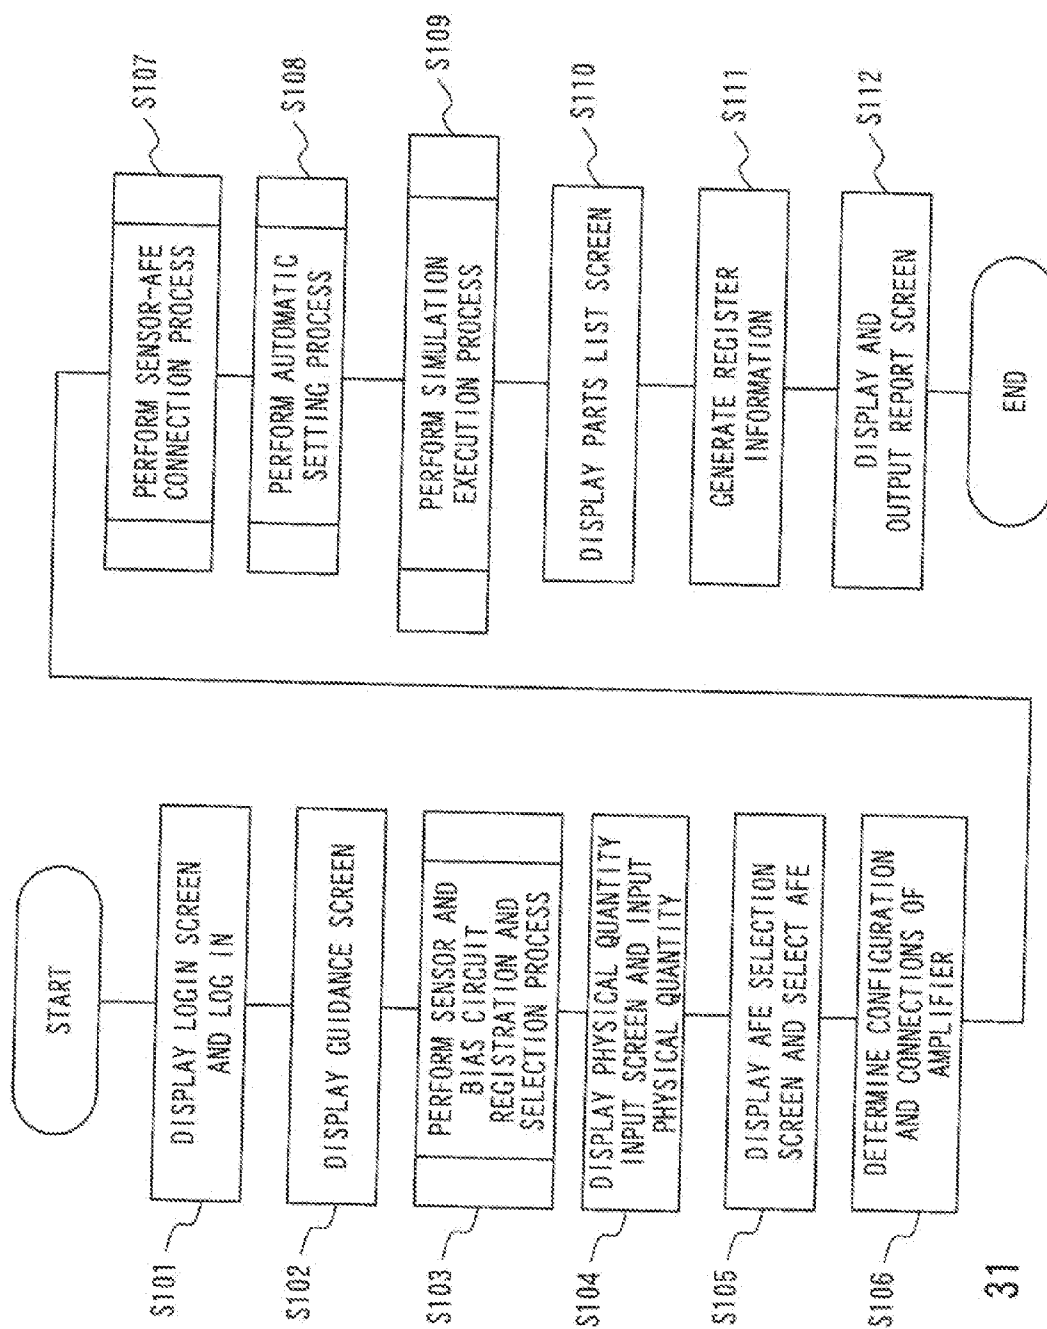 START
S101
DISPLAY LOGIN SCREEN
AND LOG IN
S102
DISPLAY GUIDANCE SCREEN
S103
PERFORM SENSOR AND
BIAS CIRCUIT
REGISTRATION AND
SELECTION PROCESS
S104
DISPLAY PHYSICAL QUANTITY
INPUT SCREEN AND INPUT
PHYSICAL QUANTITY
S105
DISPLAY AFE SELECTION
SCREEN AND SELECT AFE
S106
DETERMINE CONFIGURATION
AND CONNECTIONS OF
AMPLIFIER
PERFORM SENSOR-AFE
CONNECTION PROCESS
S107
PERFORM AUTOMATIC
SETTING PROCESS
S108
PERFORM SIMULATION
EXECUTION PROCESS
S109
DISPLAY PARTS LIST SCREEN
S110
GENERATE REGISTER
INFORMATION
S111
DISPLAY AND
OUTPUT REPORT SCREEN
S112
END
31